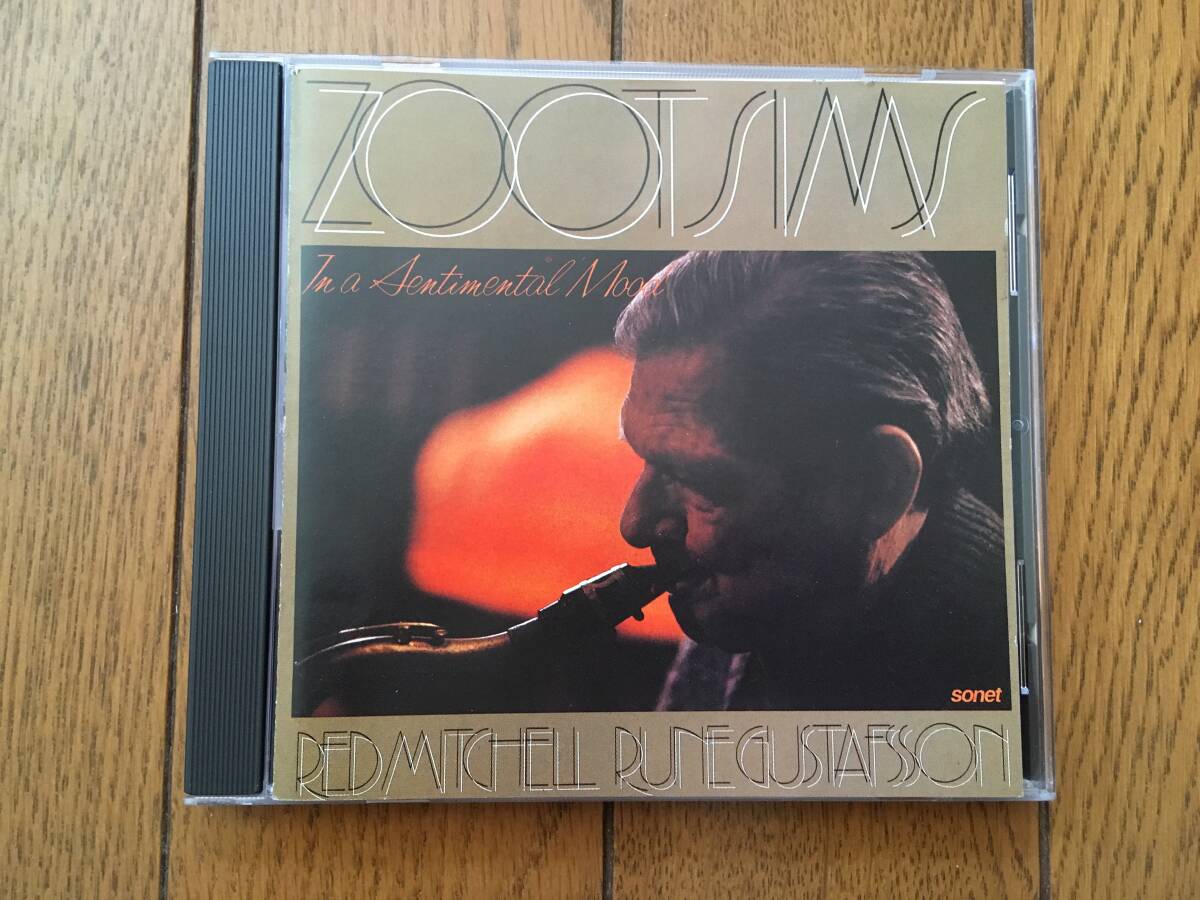 ZOOT SIMS
In a Sentimental Mood
sonet
RED MITCHELL RUNE GUSTAFSSON